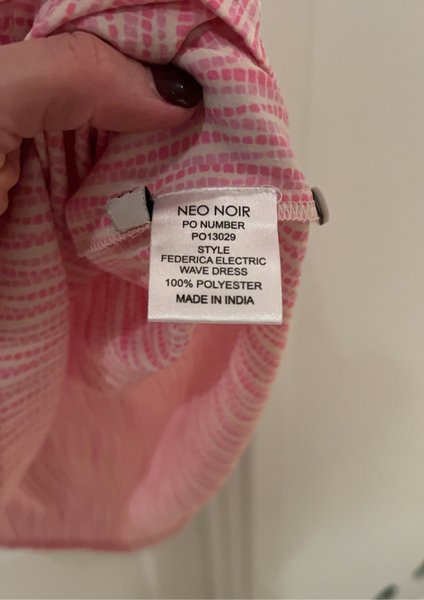 NEO NOIR
PO NUMBER
PO13029
STYLE
FEDERICA ELECTRIC
WAVE DRESS
100% POLYESTER
MADE IN INDIA